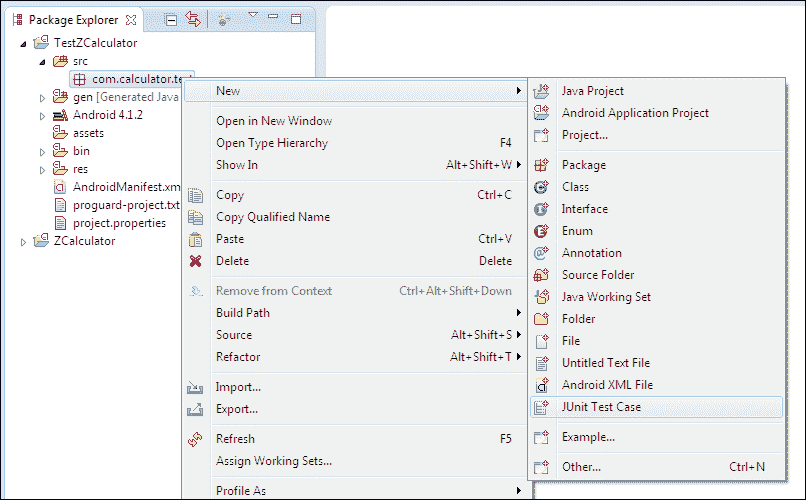 Package Explorer
TestZCalculator
src
com.calculator.te
gen [Generated Java
Android 4.1.2
assets
bin
res
AndroidManifest.xm
proguard-project.txt
project.properties
ZCalculator
New
Open in New Window
Open Type Hierarchy F4
Show In Alt+Shift+W
Copy Ctrl+C
Copy Qualified Name
Paste Ctrl+V
Delete Delete
Remove from Context Ctrl+Alt+Shift+Down
Build Path
Source Alt+Shift+S
Refactor Alt+Shift+T
Import...
Export...
Refresh F5
Assign Working Sets...
Profile As
Java Project
Android Application Project
Project...
Package
Class
Interface
Enum
Annotation
Source Folder
Java Working Set
Folder
File
Untitled Text File
Android XML File
JUnit Test Case
Example...
Other... Ctrl+N